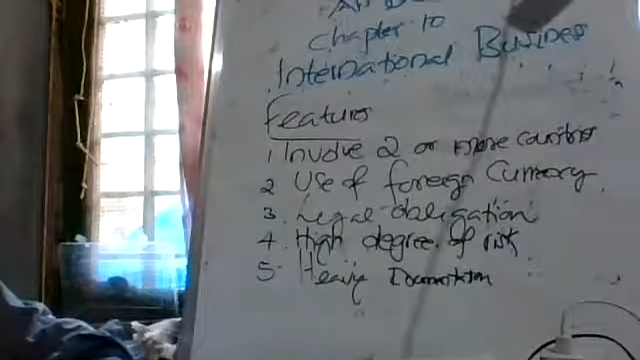 Chapter 10
International Business
Features
1 Involve 2 or more countries
2 Use of foreign Currency
3. Legal obligation
4. High degree of risk
5. Heavy